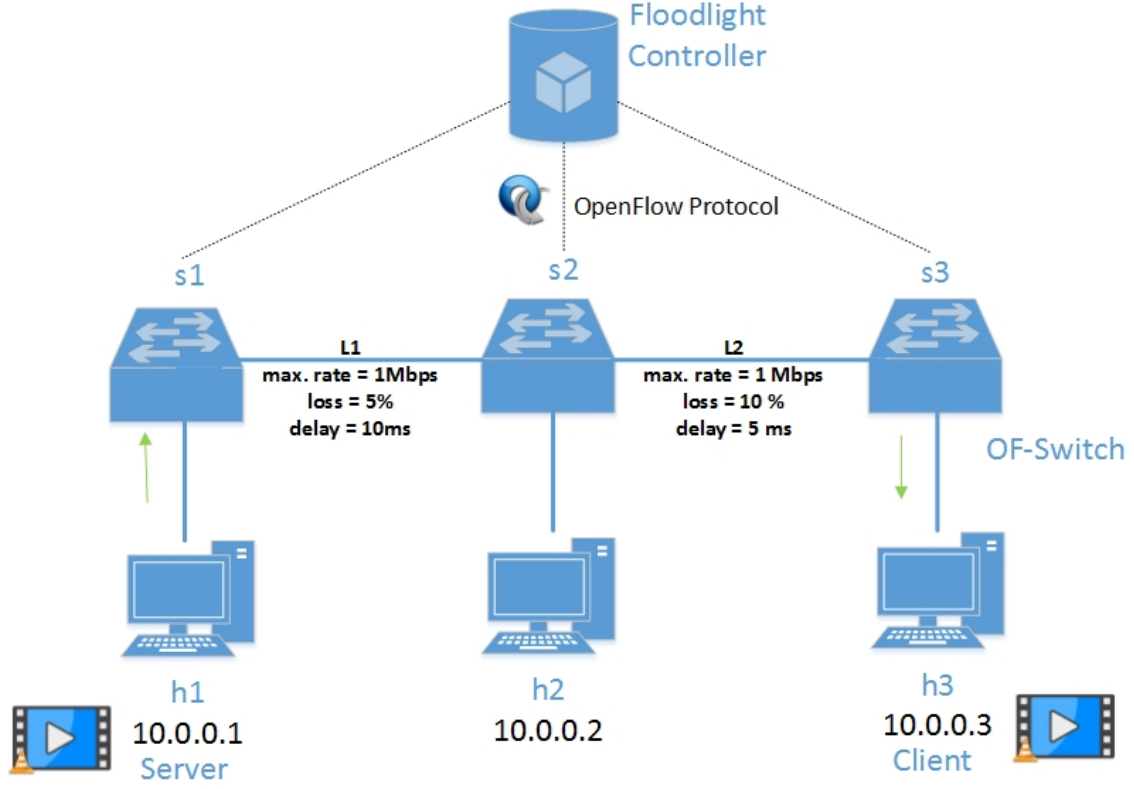 Floodlight
Controller
OpenFlow Protocol
s1
s2
s3
L1
max. rate = 1Mbps
loss = 5%
delay = 10ms
L2
max. rate = 1 Mbps
loss = 10 %
delay = 5 ms
OF-Switch
h1
10.0.0.1
Server
h2
10.0.0.2
h3
10.0.0.3
Client